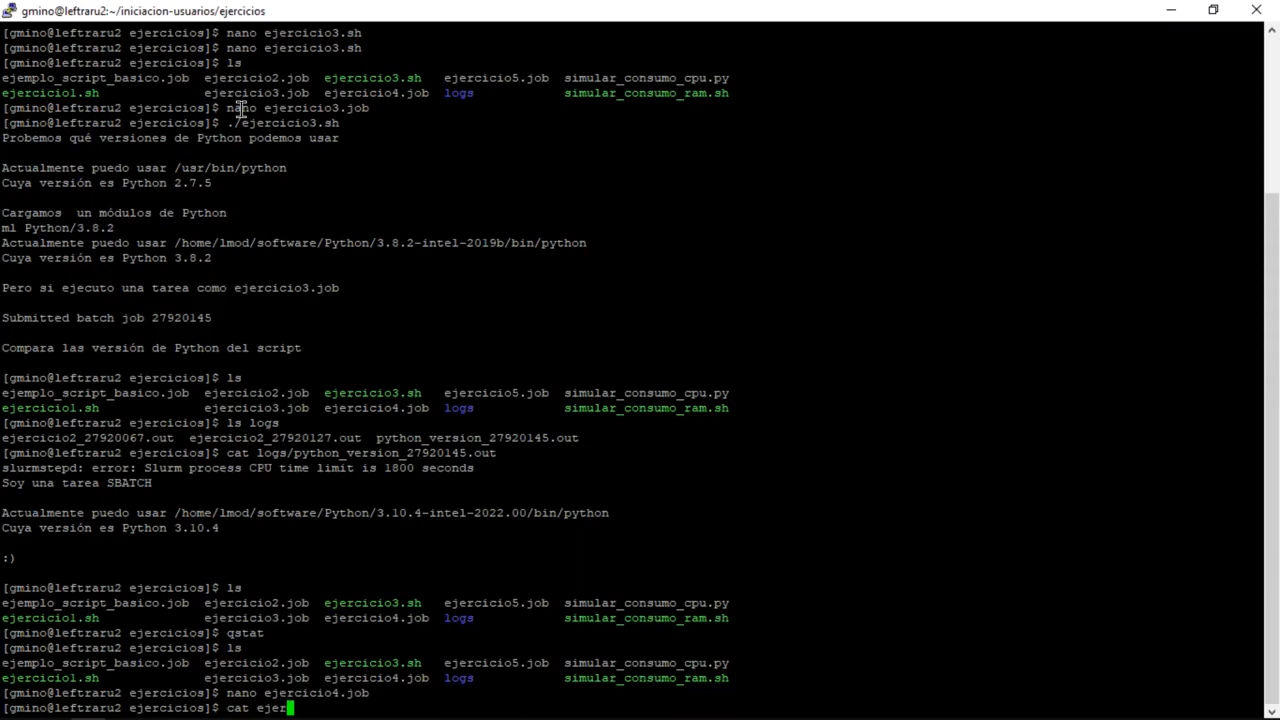 gmino@leftraru2:~/iniciacion-usuarios/ejercicios
[gmino@leftraru2 ejercicios]$ nano ejercicio3.sh
[gmino@leftraru2 ejercicios]$ nano ejercicio3.sh
[gmino@leftraru2 ejercicios]$ ls
ejemplo_script_basico.job ejercicio2.job ejercicio3.sh ejercicio5.job simular_consumo_cpu.py
ejercicio1.sh ejercicio3.job ejercicio4.job logs simular_consumo_ram.sh
[gmino@leftraru2 ejercicios]$ nano ejercicio3.job
[gmino@leftraru2 ejercicios]$ ./ejercicio3.sh
Probemos qué versiones de Python podemos usar
Actualmente puedo usar /usr/bin/python
Cuya versión es Python 2.7.5
Cargamos un módulos de Python
ml Python/3.8.2
Actualmente puedo usar /home/lmod/software/Python/3.8.2-intel-2019b/bin/python
Cuya versión es Python 3.8.2
Pero si ejecuto una tarea como ejercicio3.job
Submitted batch job 27920145
Compara las versión de Python del script
[gmino@leftraru2 ejercicios]$ ls
ejemplo_script_basico.job ejercicio2.job ejercicio3.sh ejercicio5.job simular_consumo_cpu.py
ejercicio1.sh ejercicio3.job ejercicio4.job logs simular_consumo_ram.sh
[gmino@leftraru2 ejercicios]$ ls logs
ejercicio2_27920067.out ejercicio2_27920127.out python_version_27920145.out
[gmino@leftraru2 ejercicios]$ cat logs/python_version_27920145.out
slurmstepd: error: Slurm process CPU time limit is 1800 seconds
Soy una tarea SBATCH
Actualmente puedo usar /home/lmod/software/Python/3.10.4-intel-2022.00/bin/python
Cuya versión es Python 3.10.4
:)
[gmino@leftraru2 ejercicios]$ ls
ejemplo_script_basico.job ejercicio2.job ejercicio3.sh ejercicio5.job simular_consumo_cpu.py
ejercicio1.sh ejercicio3.job ejercicio4.job logs simular_consumo_ram.sh
[gmino@leftraru2 ejercicios]$ qstat
[gmino@leftraru2 ejercicios]$ ls
ejemplo_script_basico.job ejercicio2.job ejercicio3.sh ejercicio5.job simular_consumo_cpu.py
ejercicio1.sh ejercicio3.job ejercicio4.job logs simular_consumo_ram.sh
[gmino@leftraru2 ejercicios]$ nano ejercicio4.job
[gmino@leftraru2 ejercicios]$ cat ejer